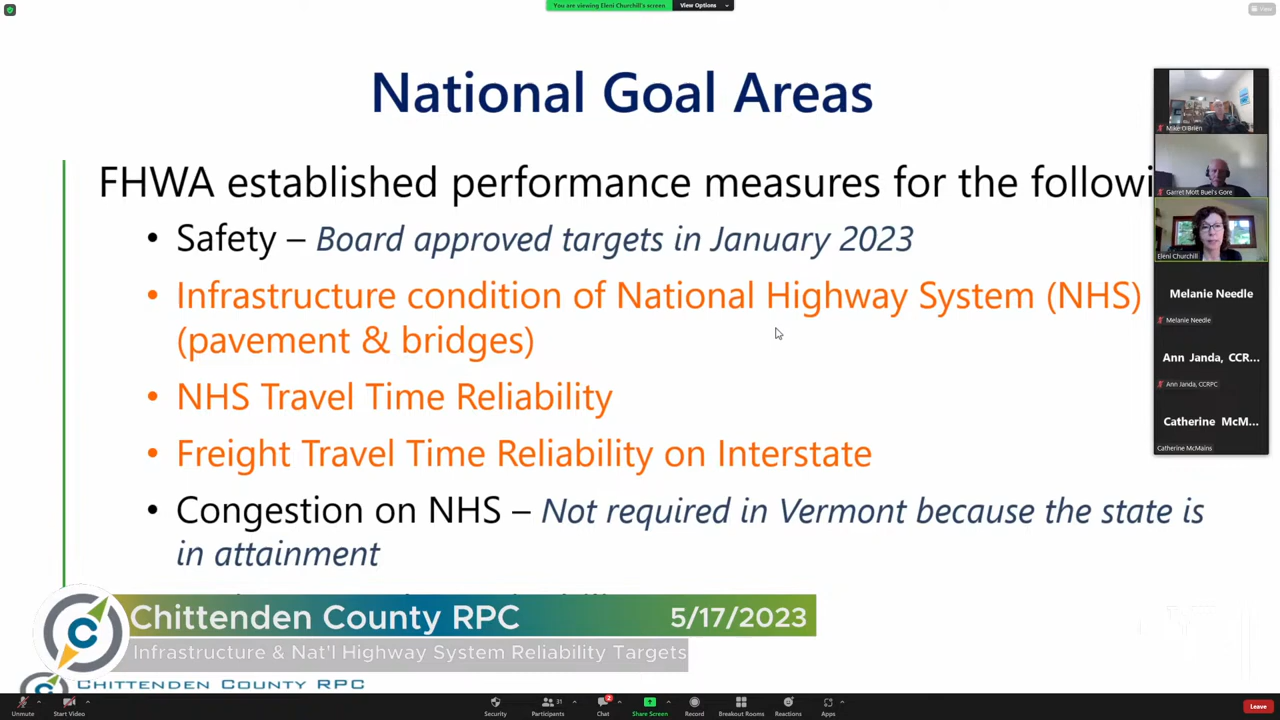 You are viewing Eleni Churchill's screen
View Options
View
National Goal Areas
FHWA established performance measures for the followi
• Safety – Board approved targets in January 2023
• Infrastructure condition of National Highway System (NHS)
(pavement & bridges)
• NHS Travel Time Reliability
• Freight Travel Time Reliability on Interstate
• Congestion on NHS – Not required in Vermont because the state is
in attainment
Mike O'Brien
Garret Mott Buel's Gore
Eleni Churchill
Melanie Needle
Melanie Needle
Ann Janda, CCR...
Ann Janda, CCRPC
Catherine McM...
Catherine McMains
Chittenden County RPC
5/17/2023
Infrastructure & Nat'l Highway System Reliability Targets
CHITTENDEN COUNTY RPC
Unmute
Start Video
Security
Participants
31
Chat
2
Share Screen
Record
Breakout Rooms
Reactions
Apps
Leave